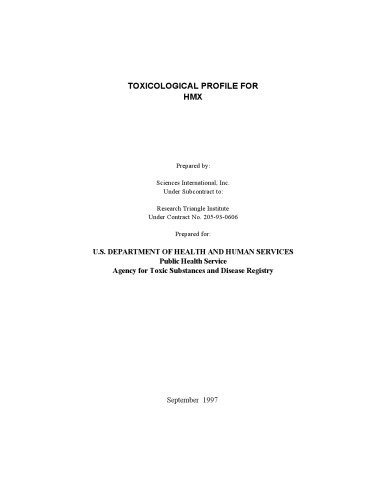 TOXICOLOGICAL PROFILE FOR
HMX
Prepared by:
Sciences International, Inc.
Under Subcontract to:
Research Triangle Institute
Under Contract No. 205-93-0606
Prepared for:
U.S. DEPARTMENT OF HEALTH AND HUMAN SERVICES
Public Health Service
Agency for Toxic Substances and Disease Registry
September 1997